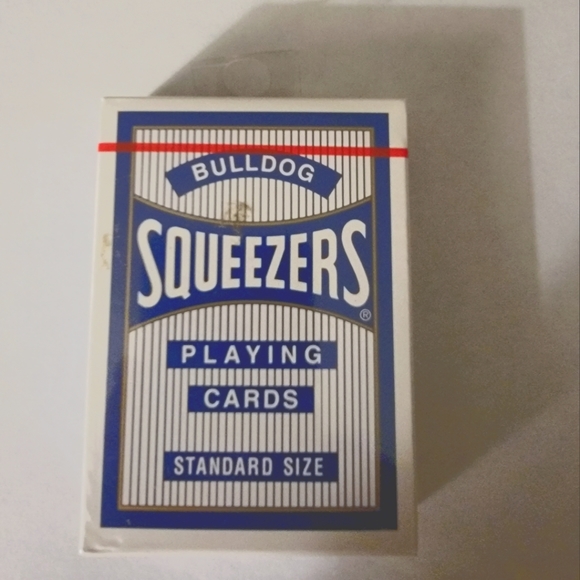 BULLDOG
SQUEEZERS
®
PLAYING
CARDS
STANDARD SIZE